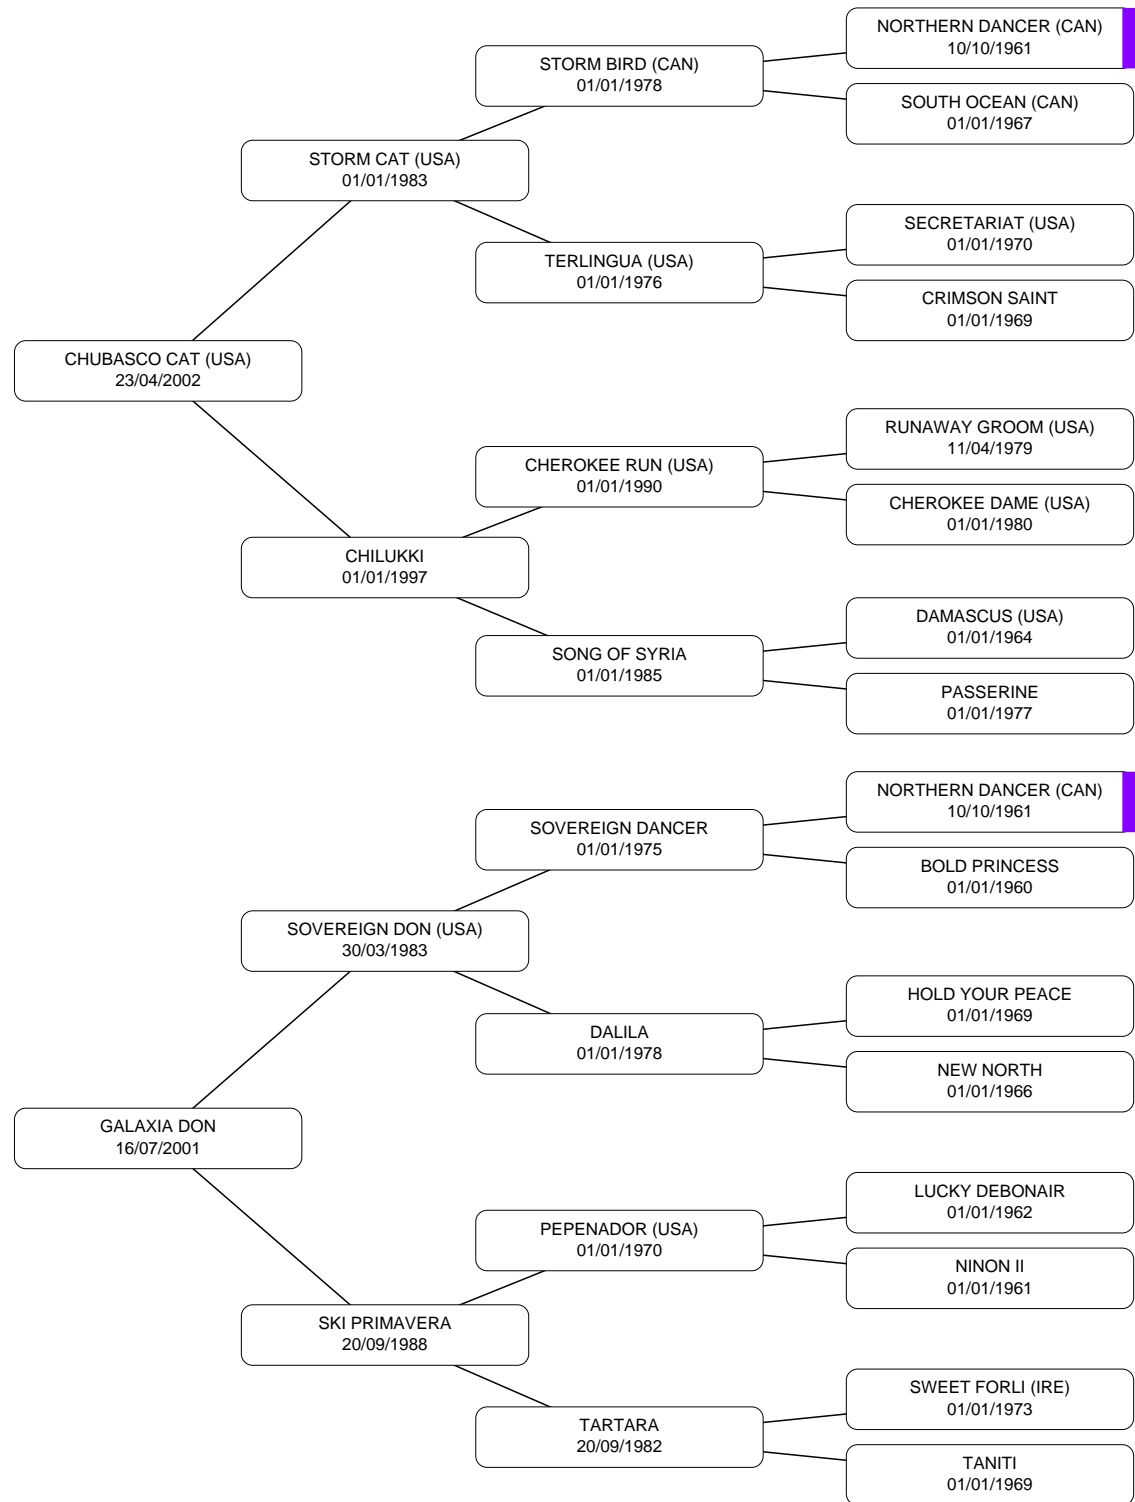 NORTHERN DANCER (CAN)
10/10/1961
STORM BIRD (CAN)
01/01/1978
SOUTH OCEAN (CAN)
01/01/1967
STORM CAT (USA)
01/01/1983
SECRETARIAT (USA)
01/01/1970
TERLINGUA (USA)
01/01/1976
CRIMSON SAINT
01/01/1969
CHUBASCO CAT (USA)
23/04/2002
RUNAWAY GROOM (USA)
11/04/1979
CHEROKEE RUN (USA)
01/01/1990
CHEROKEE DAME (USA)
01/01/1980
CHILUKKI
01/01/1997
DAMASCUS (USA)
01/01/1964
SONG OF SYRIA
01/01/1985
PASSERINE
01/01/1977
NORTHERN DANCER (CAN)
10/10/1961
SOVEREIGN DANCER
01/01/1975
BOLD PRINCESS
01/01/1960
SOVEREIGN DON (USA)
30/03/1983
HOLD YOUR PEACE
01/01/1969
DALILA
01/01/1978
NEW NORTH
01/01/1966
GALAXIA DON
16/07/2001
LUCKY DEBONAIR
01/01/1962
PEPENADOR (USA)
01/01/1970
NINON II
01/01/1961
SKI PRIMAVERA
20/09/1988
SWEET FORLI (IRE)
01/01/1973
TARTARA
20/09/1982
TANITI
01/01/1969